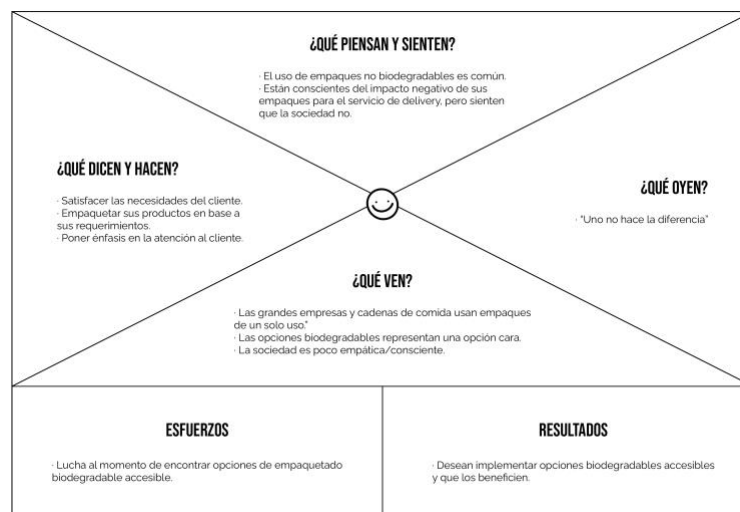 ¿QUÉ PIENSAN Y SIENTEN?
· El uso de empaques no biodegradables es común.
· Están conscientes del impacto negativo de sus
empaques para el servicio de delivery, pero sienten
que la sociedad no.
¿QUÉ DICEN Y HACEN?
· Satisfacer las necesidades del cliente.
· Empaquetar sus productos en base a
sus requerimientos.
· Poner énfasis en la atención al cliente.
¿QUÉ OYEN?
· "Uno no hace la diferencia"
¿QUÉ VEN?
· Las grandes empresas y cadenas de comida usan empaques
de un solo uso."
· Las opciones biodegradables representan una opción cara.
· La sociedad es poco empática/consciente.
ESFUERZOS
· Lucha al momento de encontrar opciones de empaquetado
biodegradable accesible.
RESULTADOS
· Desean implementar opciones biodegradables accesibles
y que los beneficien.